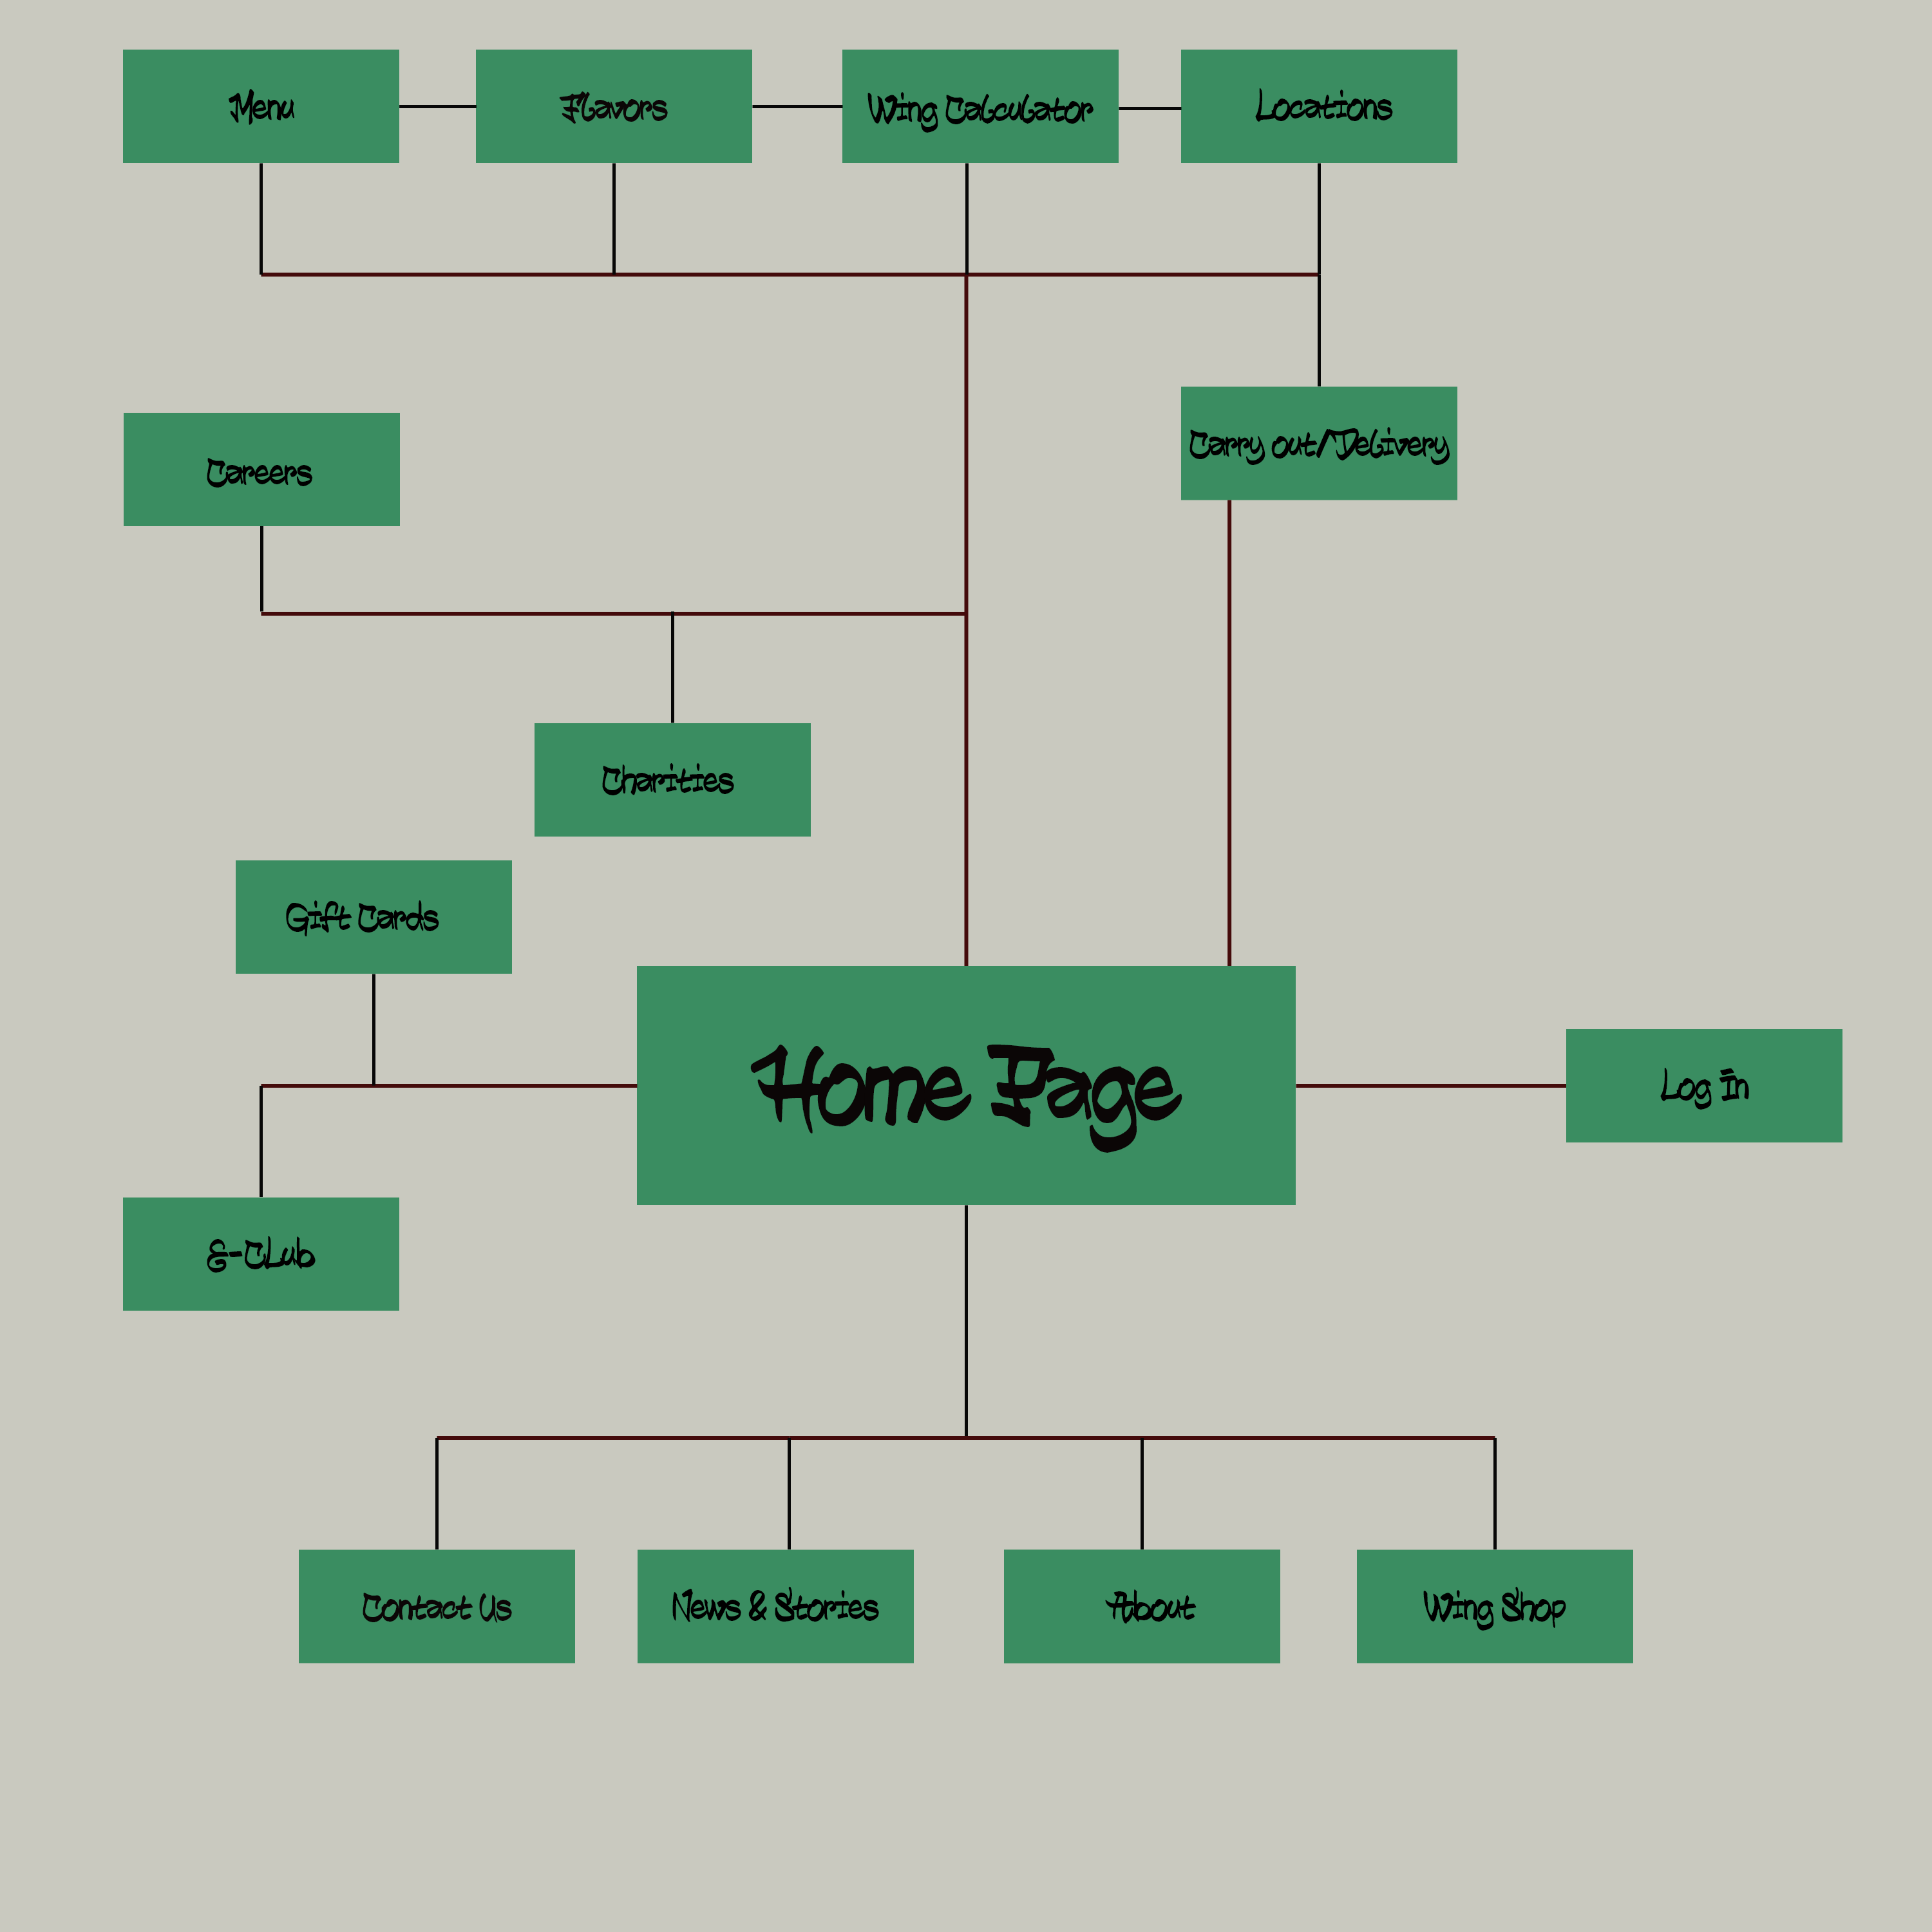 Menu
Flavors
Wing Calculator
Locations
Carry out/Delivery
Careers
Charities
Gift Cards
Home Page
Log In
E-CLub
Contact Us
News & Stories
About
Wing Shop